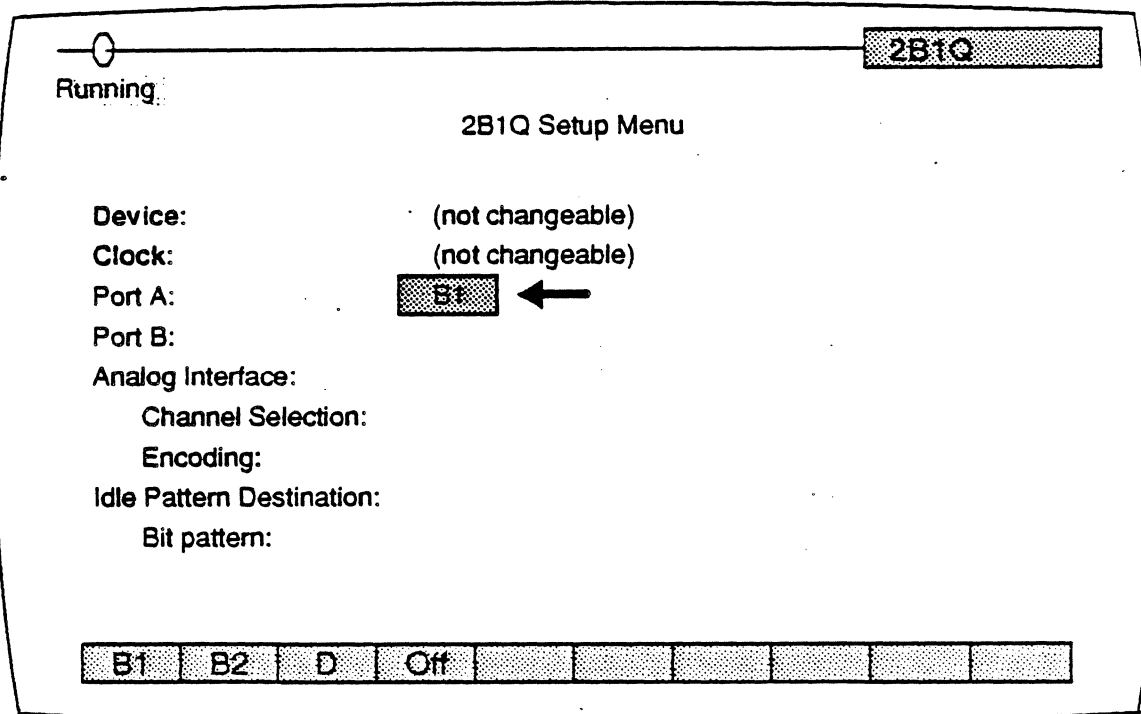 2B1Q
Running
2B1Q Setup Menu
Device: (not changeable)
Clock: (not changeable)
Port A: B1
Port B:
Analog Interface:
Channel Selection:
Encoding:
Idle Pattern Destination:
Bit pattern:
B1 B2 D Off